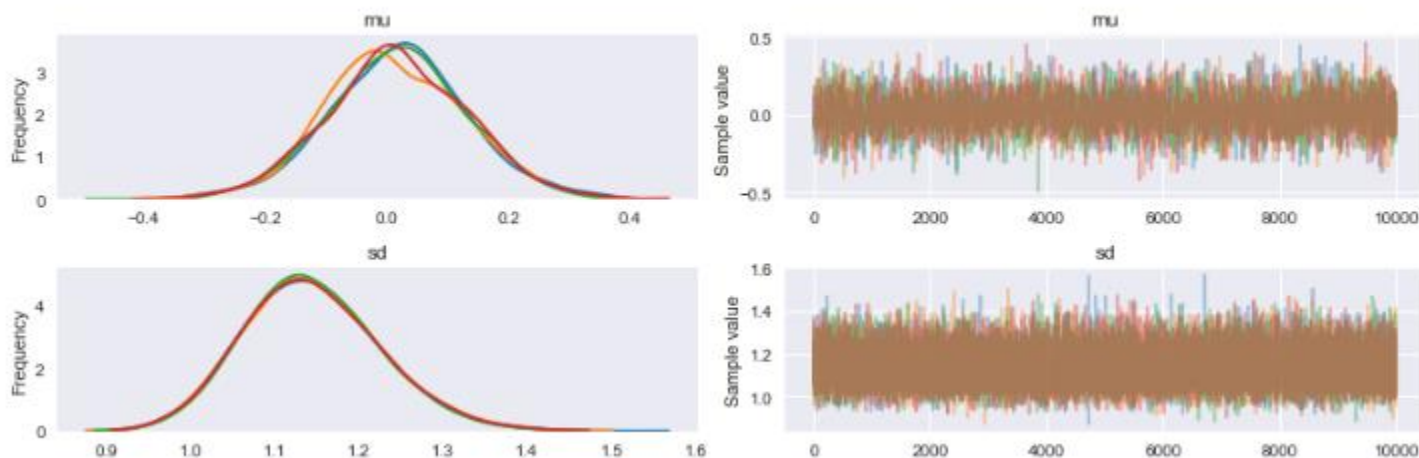 mu
Frequency
3
2
1
0
−0.4 −0.2 0.0 0.2 0.4
mu
Sample value
0.5
0.0
−0.5
0 2000 4000 6000 8000 10000
sd
Frequency
4
2
0
0.9 1.0 1.1 1.2 1.3 1.4 1.5 1.6
sd
Sample value
1.6
1.4
1.2
1.0
0 2000 4000 6000 8000 10000